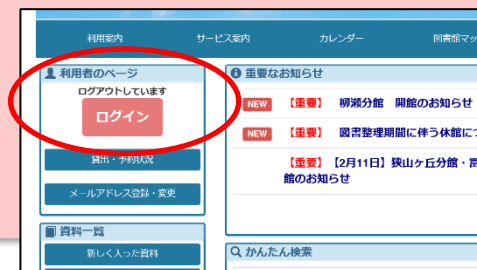 利用案内
サービス案内
カレンダー
図書館マッ
利用者のページ
ログアウトしています
ログイン
貸出・予約状況
メールアドレス登録・変更
資料一覧
新しく入った資料
重要なお知らせ
NEW 【重要】 柳瀬分館 開館のお知らせ
NEW 【重要】 図書整理期間に伴う休館に
【重要】【2月11日】狭山ヶ丘分館・
館のお知らせ
かんたん検索